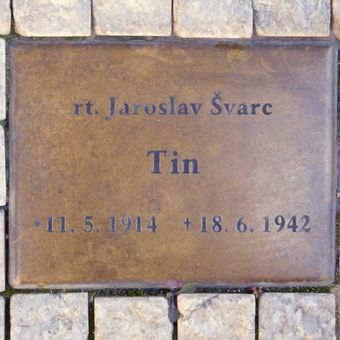 rt. Jaroslav Švarc
Tin
*11. 5. 1914 +18. 6. 1942